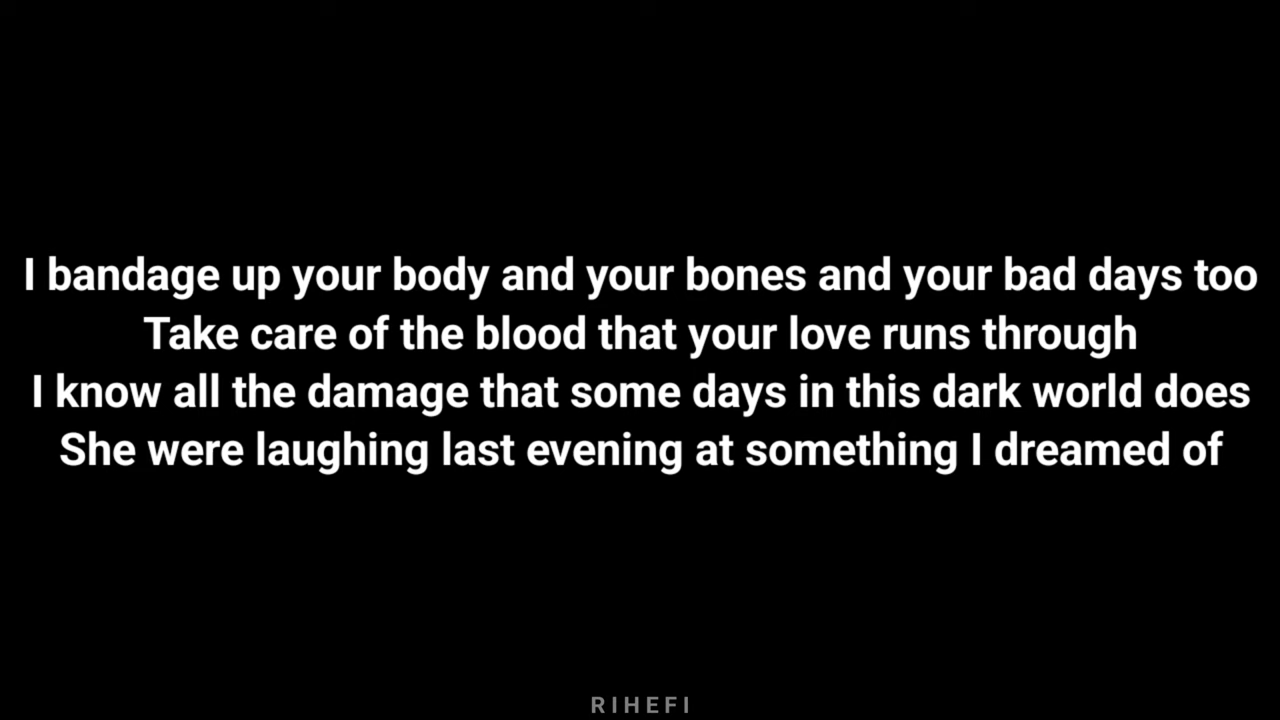 I bandage up your body and your bones and your bad days too
Take care of the blood that your love runs through
I know all the damage that some days in this dark world does
She were laughing last evening at something I dreamed of
RIHEFI